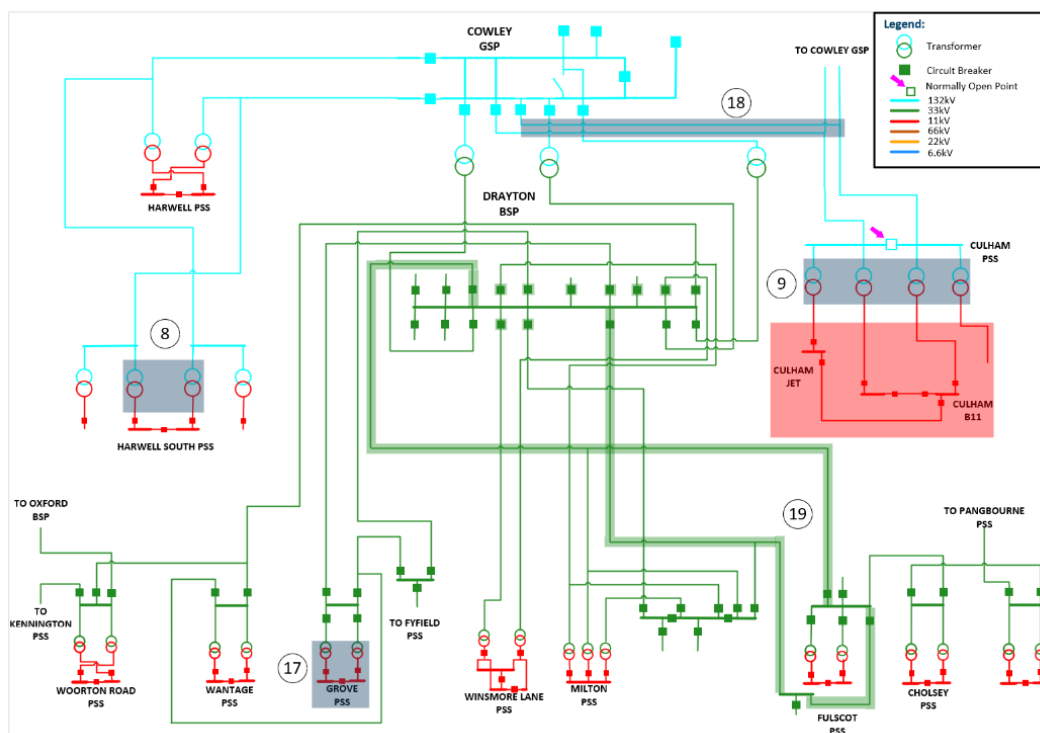 COWLEY
GSP
TO COWLEY GSP
Legend:
Transformer
Circuit Breaker
Normally Open Point
132kV
33kV
11kV
66kV
22kV
6.6kV
18
HARWELL PSS
DRAYTON
BSP
CULHAM
PSS
9
8
CULHAM
JET
CULHAM
B11
HARWELL SOUTH PSS
TO OXFORD
BSP
19
TO PANGBOURNE
PSS
TO
KENNINGTON
PSS
TO FYFIELD
PSS
17
WOORTON ROAD
PSS
WANTAGE
GROVE
PSS
WINSMORE LANE
PSS
MILTON
PSS
FULSCOT
PSS
CHOLSEY
PSS